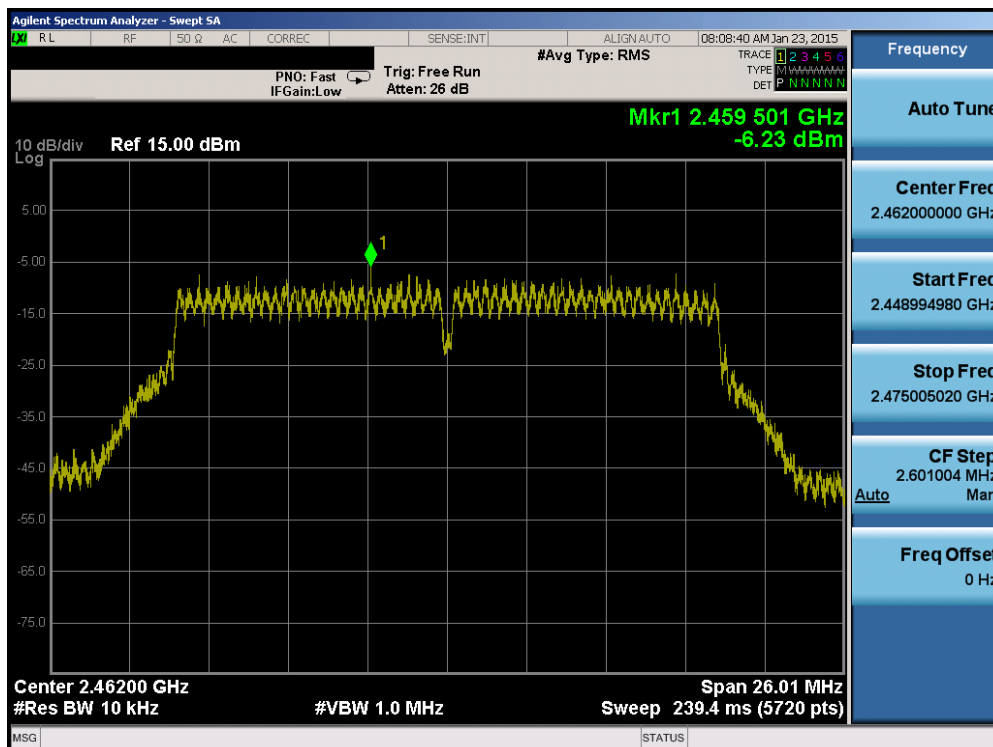 Agilent Spectrum Analyzer - Swept SA
LXI RL RF 50 Ω AC CORREC SENSE:INT ALIGN AUTO 08:08:40 AM Jan 23, 2015
Frequency
#Avg Type: RMS
TRACE 1 2 3 4 5 6
PNO: Fast Trig: Free Run
TYPE M W W W W W
IFGain:Low Atten: 26 dB
DET P N N N N N
Auto Tune
Mkr1 2.459 501 GHz
-6.23 dBm
10 dB/div Ref 15.00 dBm
Log
Center Freq
2.462000000 GHz
5.00
1
-5.00
Start Freq
2.448994980 GHz
-15.0
-25.0
Stop Freq
2.475005020 GHz
-35.0
-45.0
CF Step
2.601004 MHz
Auto Man
-55.0
Freq Offset
0 Hz
-65.0
-75.0
Center 2.46200 GHz Span 26.01 MHz
#Res BW 10 kHz #VBW 1.0 MHz Sweep 239.4 ms (5720 pts)
MSG STATUS